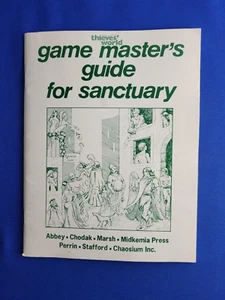 thieves'
world
game master's
guide
for sanctuary
Abbey • Chodak • Marsh • Midkemia Press
Perrin • Stafford • Chaosium Inc.